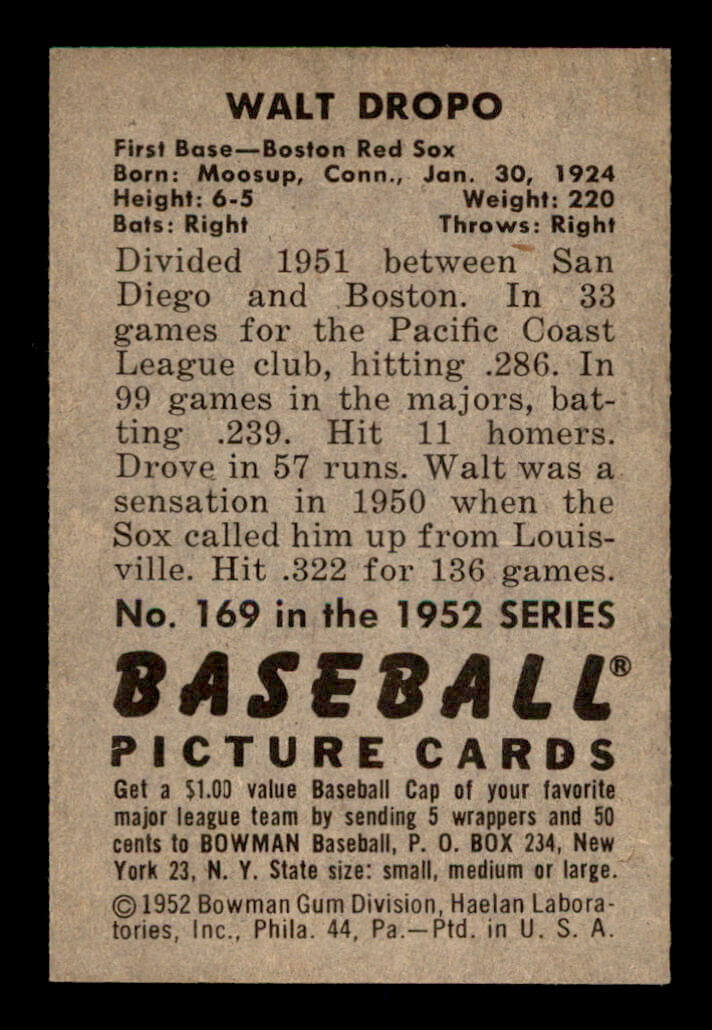 WALT DROPO
First Base—Boston Red Sox
Born: Moosup, Conn., Jan. 30, 1924
Height: 6-5 Weight: 220
Bats: Right Throws: Right
Divided 1951 between San
Diego and Boston. In 33
games for the Pacific Coast
League club, hitting .286. In
99 games in the majors, bat-
ting .239. Hit 11 homers.
Drove in 57 runs. Walt was a
sensation in 1950 when the
Sox called him up from Louis-
ville. Hit .322 for 136 games.
No. 169 in the 1952 SERIES
BASEBALL®
PICTURE CARDS
Get a $1.00 value Baseball Cap of your favorite
major league team by sending 5 wrappers and 50
cents to BOWMAN Baseball, P. O. BOX 234, New
York 23, N. Y. State size: small, medium or large.
©1952 Bowman Gum Division, Haelan Labora-
tories, Inc., Phila. 44, Pa.—Ptd. in U. S. A.